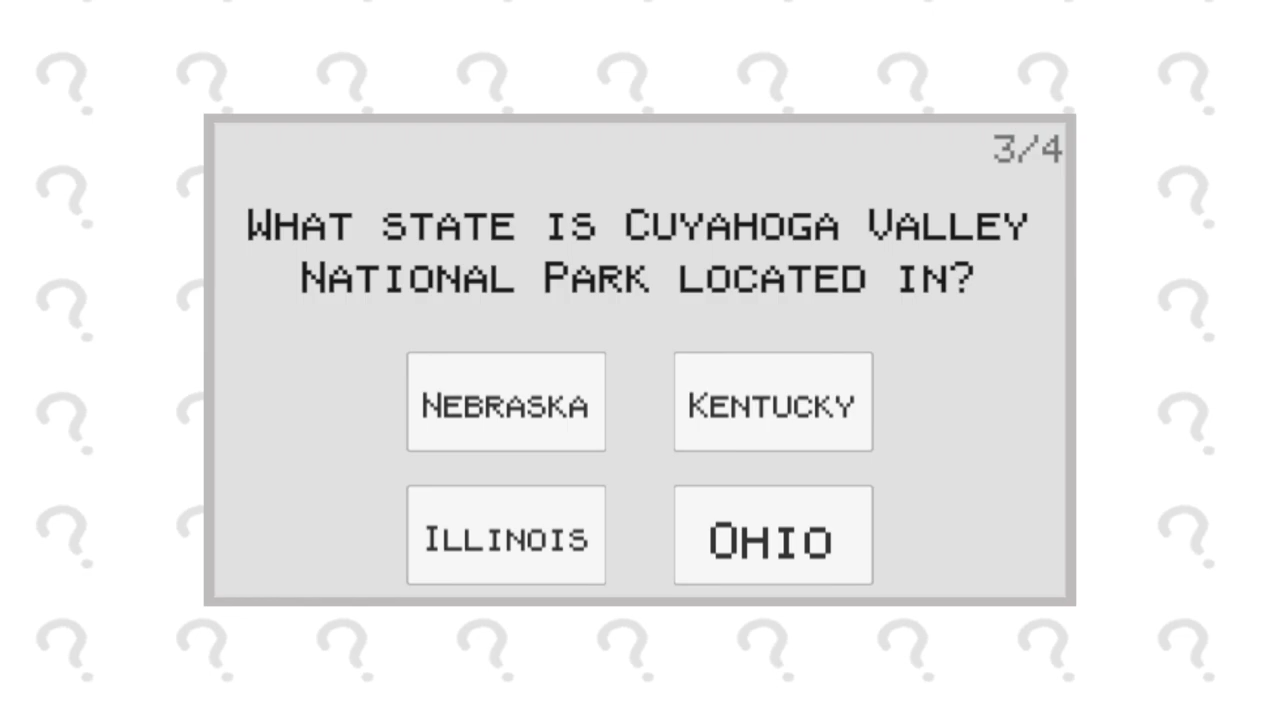 3/4
What state is Cuyahoga Valley
National Park located in?
Nebraska
Kentucky
Illinois
Ohio